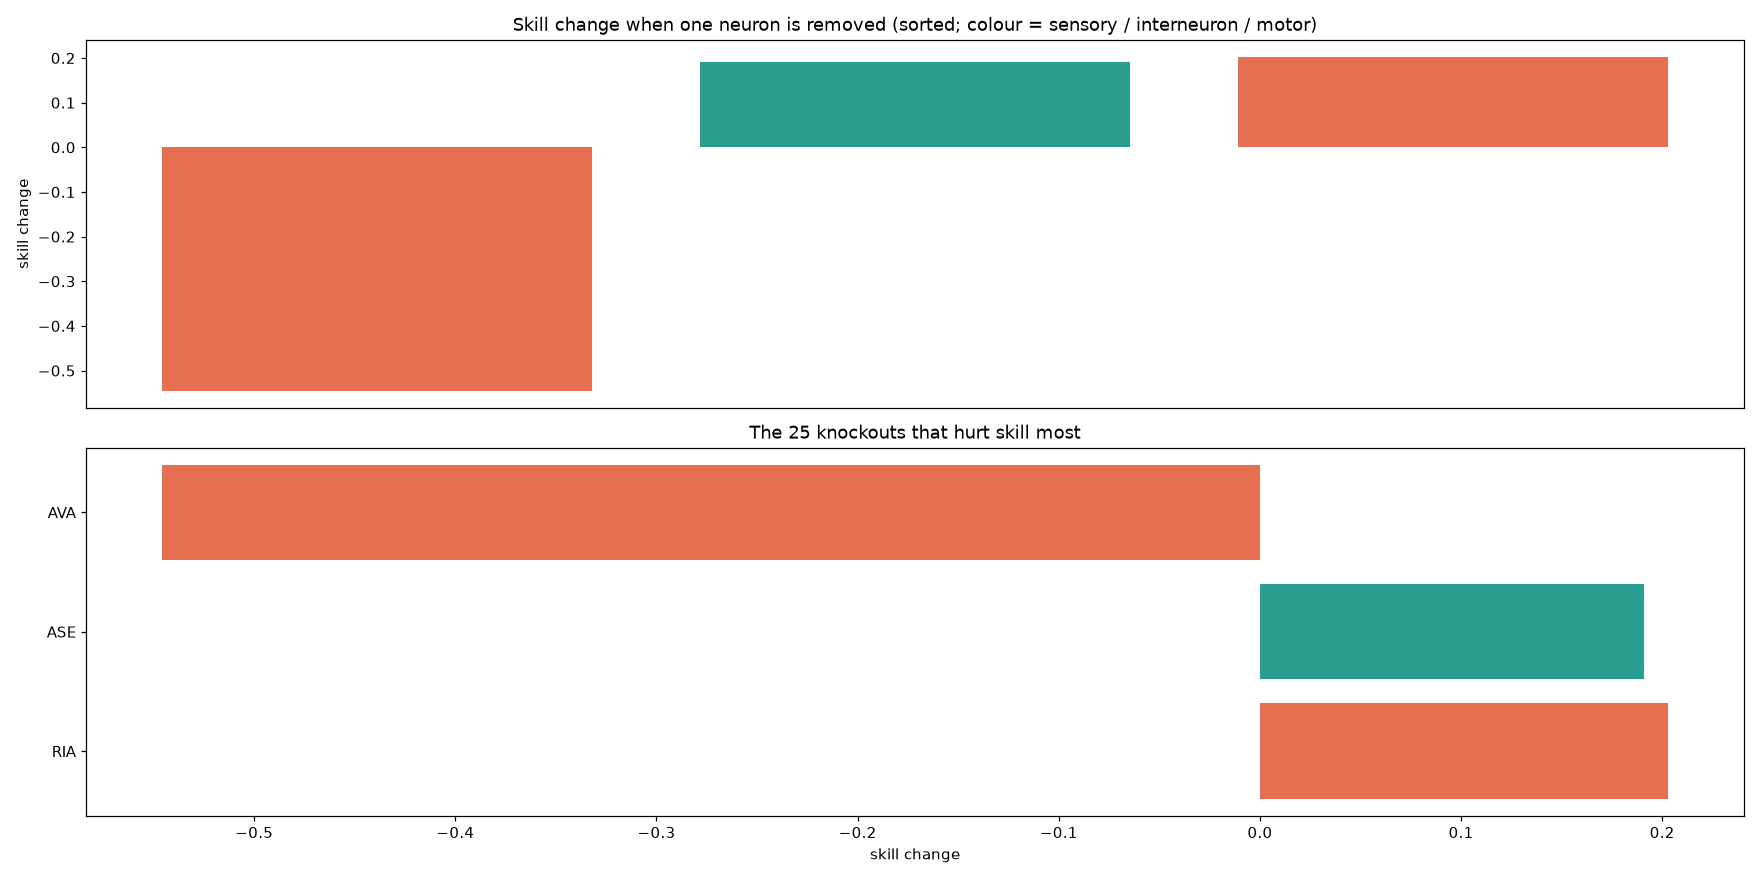 Skill change when one neuron is removed (sorted; colour = sensory / interneuron / motor)
0.2
0.1
0.0
−0.1
−0.2
−0.3
−0.4
−0.5
skill change
The 25 knockouts that hurt skill most
AVA
ASE
RIA
−0.5 −0.4 −0.3 −0.2 −0.1 0.0 0.1 0.2
skill change